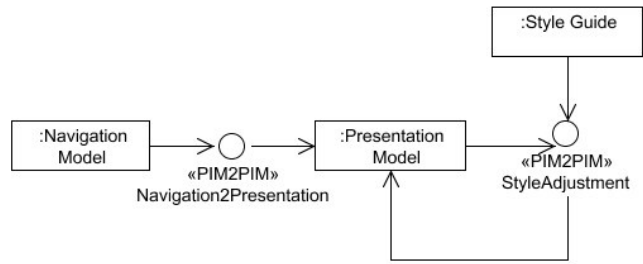 :Style Guide
:Navigation
Model
«PIM2PIM»
Navigation2Presentation
:Presentation
Model
«PIM2PIM»
StyleAdjustment